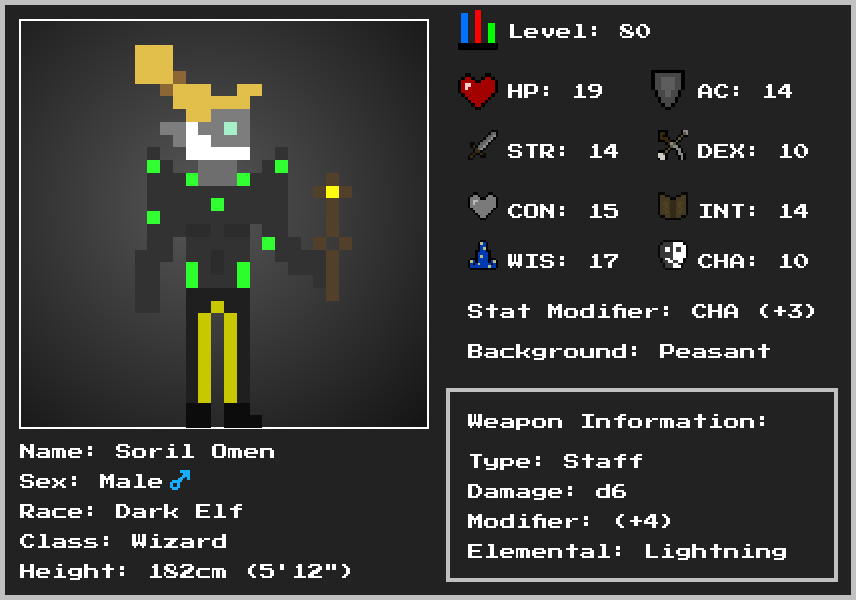 Level: 80
HP: 19 AC: 14
STR: 14 DEX: 10
CON: 15 INT: 14
WIS: 17 CHA: 10
Stat Modifier: CHA (+3)
Background: Peasant
Weapon Information:
Type: Staff
Damage: d6
Modifier: (+4)
Elemental: Lightning
Name: Soril Omen
Sex: Male ♂
Race: Dark Elf
Class: Wizard
Height: 182cm (5'12")